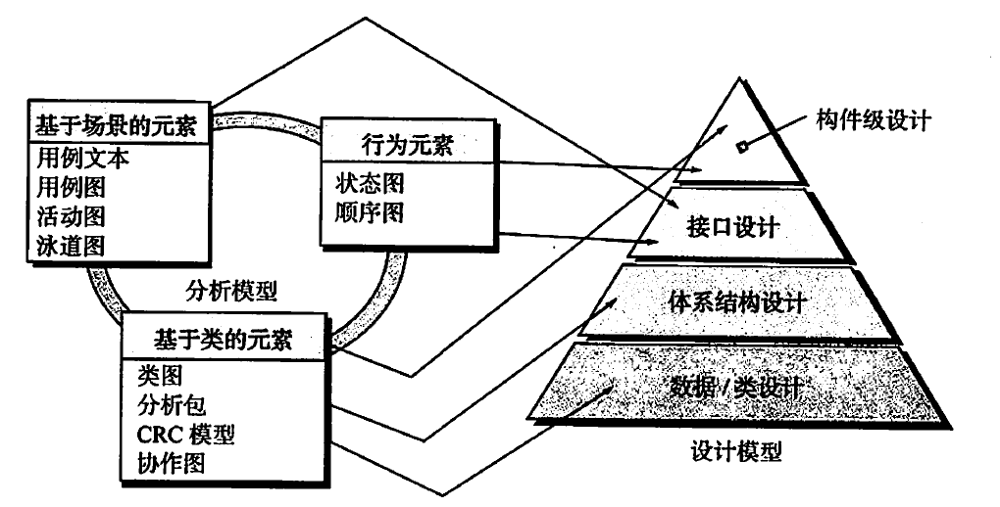 基于场景的元素
用例文本
用例图
活动图
泳道图
行为元素
状态图
顺序图
分析模型
基于类的元素
类图
分析包
CRC 模型
协作图
构件级设计
接口设计
体系结构设计
数据/类设计
设计模型